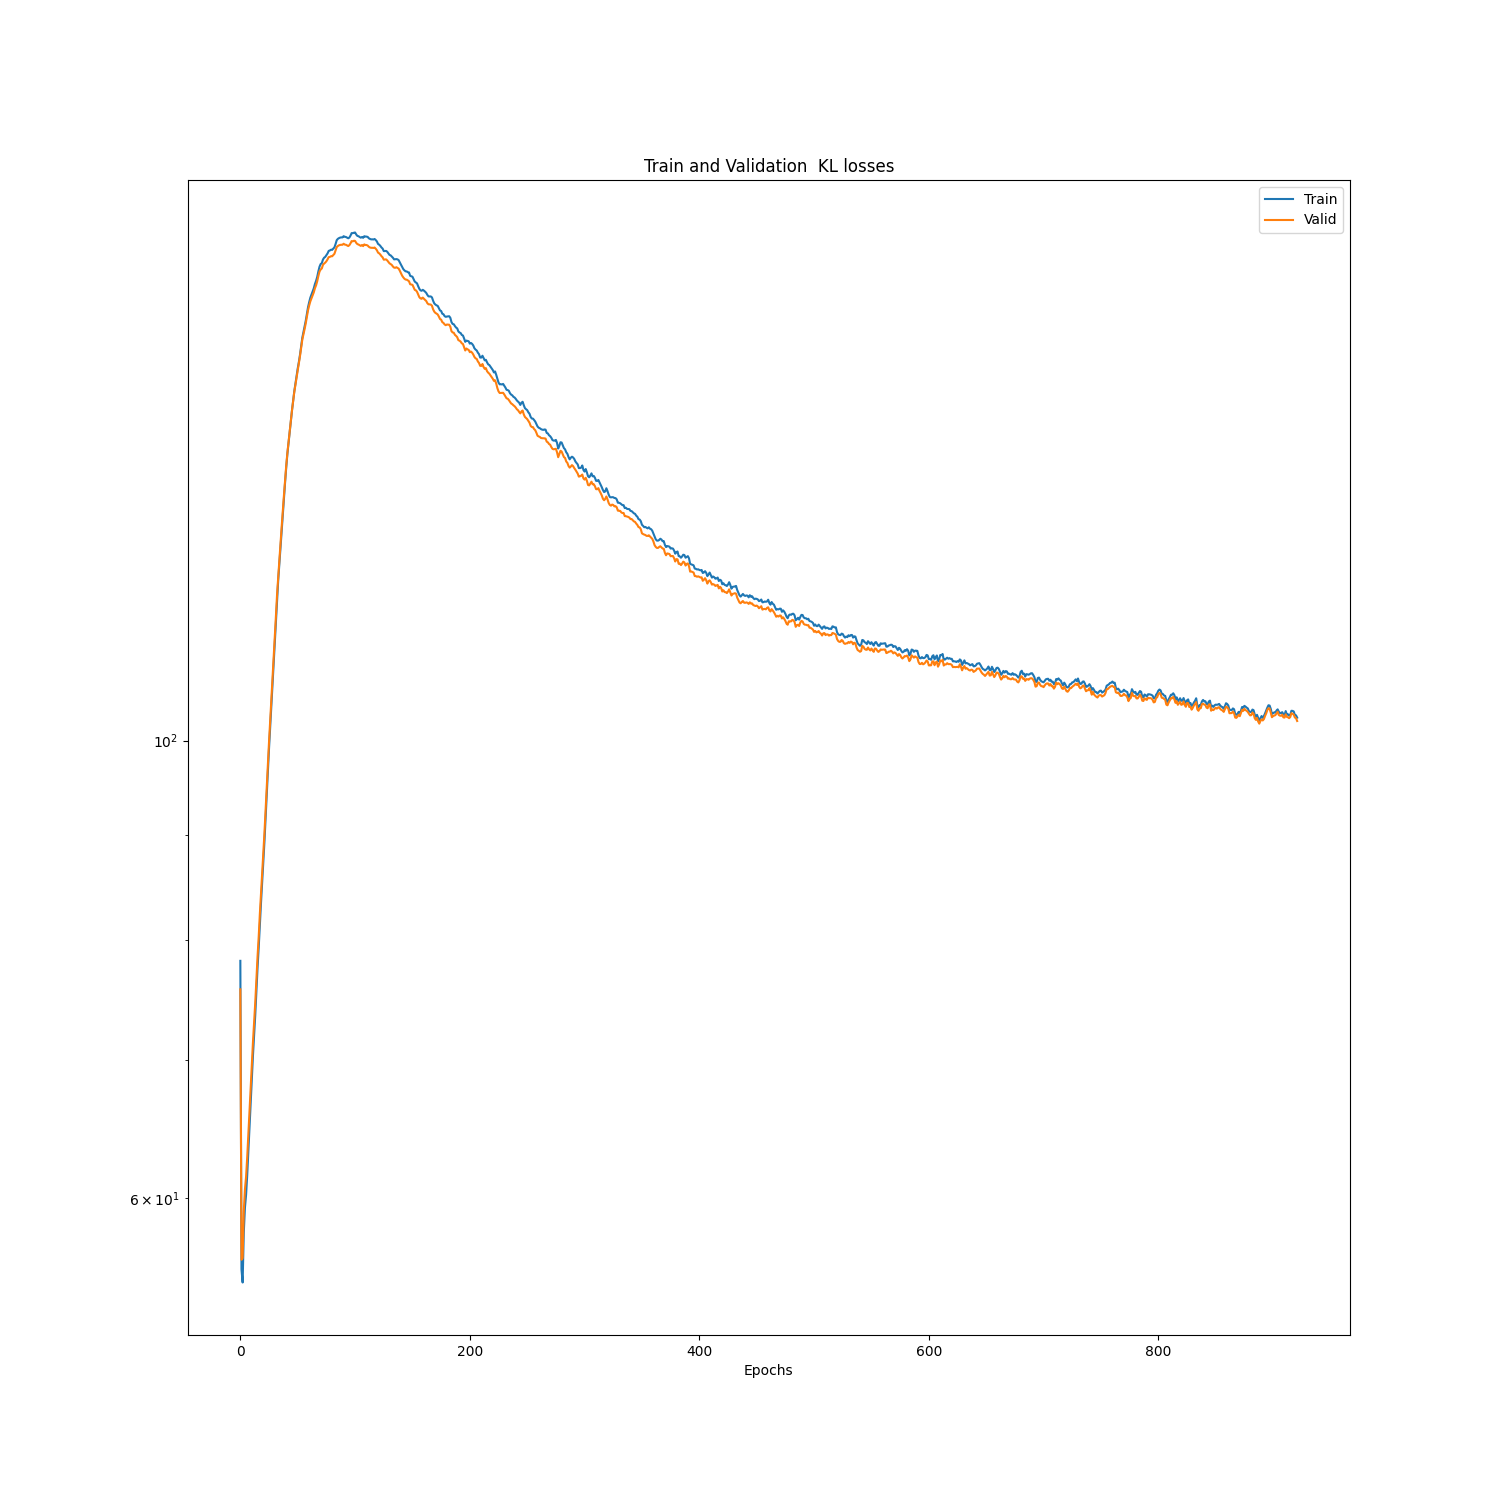 Train and Validation  KL losses
Train
Valid
10²
6 × 10¹
0 200 400 600 800
Epochs